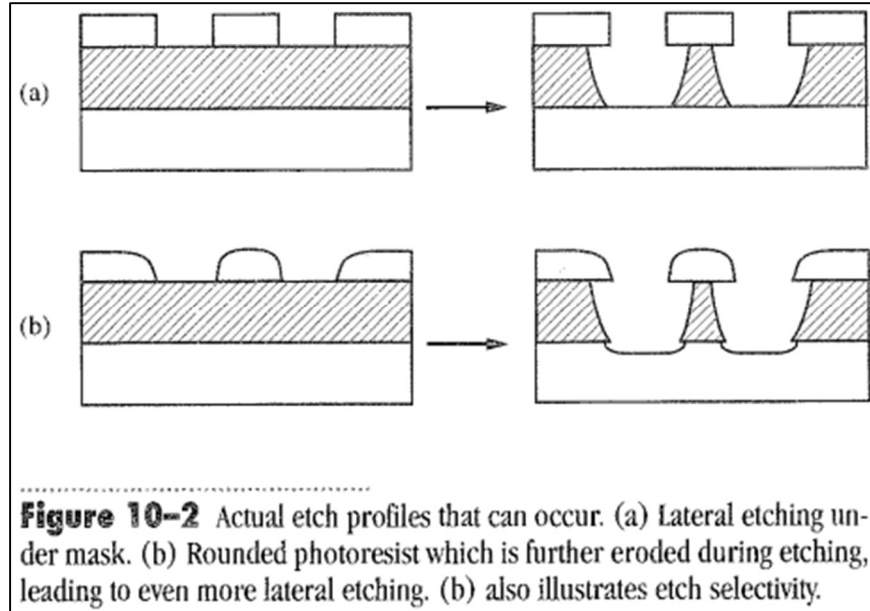 (a)
(b)
Figure 10–2 Actual etch profiles that can occur. (a) Lateral etching un-
der mask. (b) Rounded photoresist which is further eroded during etching,
leading to even more lateral etching. (b) also illustrates etch selectivity.